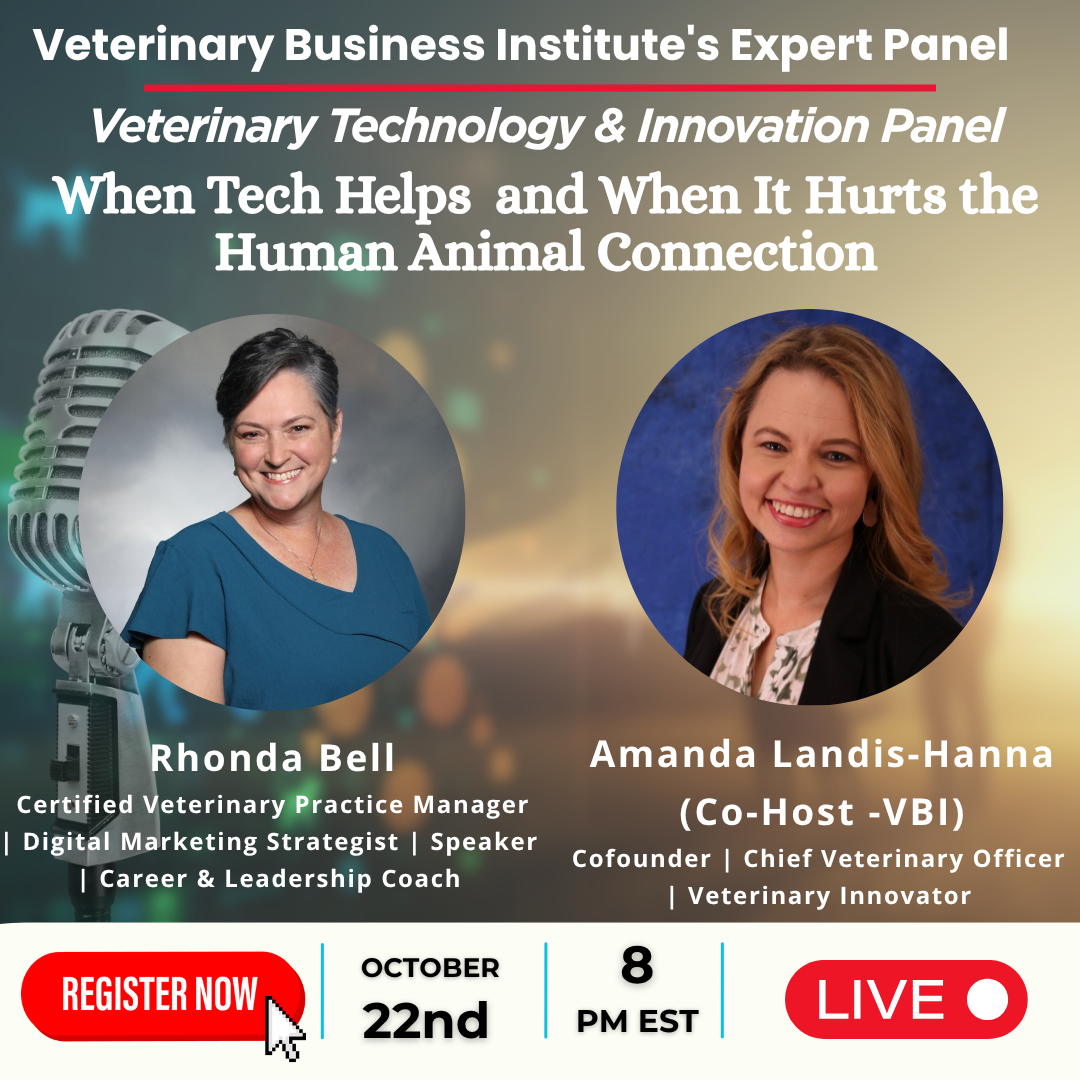 Veterinary Business Institute's Expert Panel
Veterinary Technology & Innovation Panel
When Tech Helps and When It Hurts the
Human Animal Connection
Rhonda Bell
Certified Veterinary Practice Manager
| Digital Marketing Strategist | Speaker
| Career & Leadership Coach
Amanda Landis-Hanna
(Co-Host -VBI)
Cofounder | Chief Veterinary Officer
| Veterinary Innovator
REGISTER NOW
OCTOBER
22nd
8
PM EST
LIVE